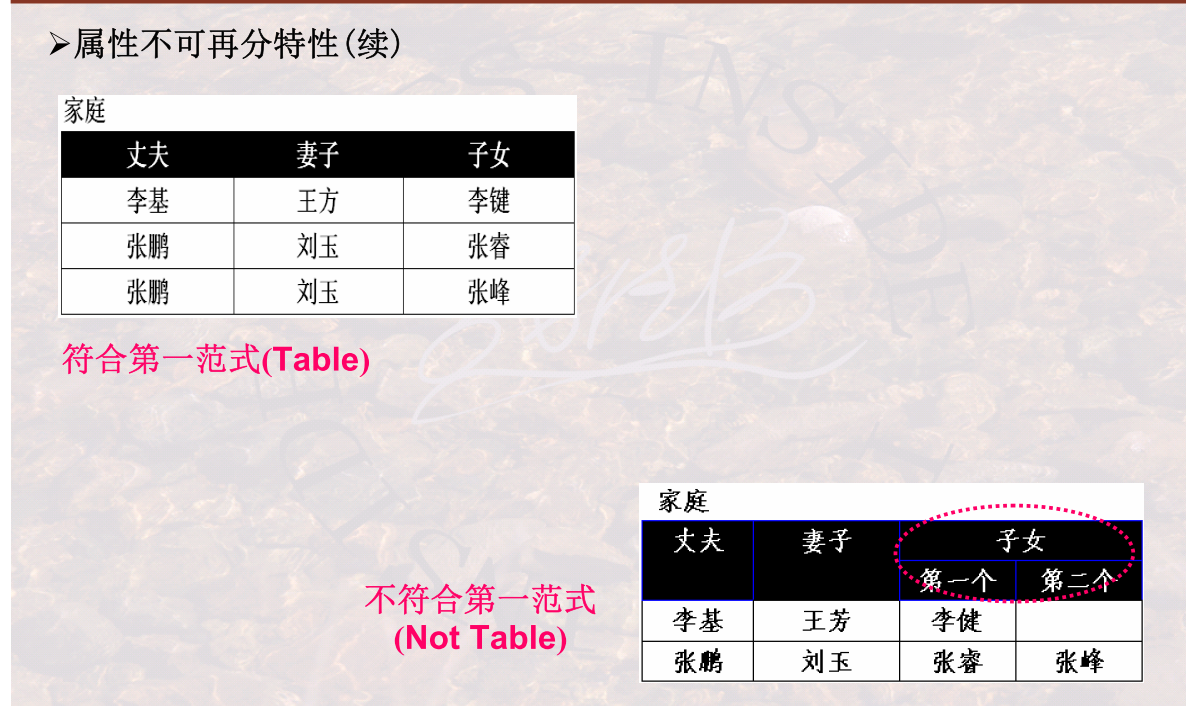 ➢属性不可再分特性(续)
家庭
丈夫 妻子 子女
李基 王方 李键
张鹏 刘玉 张睿
张鹏 刘玉 张峰
符合第一范式(Table)
家庭
丈夫 妻子 子女
第一个 第二个
李基 王芳 李健
张鹏 刘玉 张睿 张峰
不符合第一范式
(Not Table)